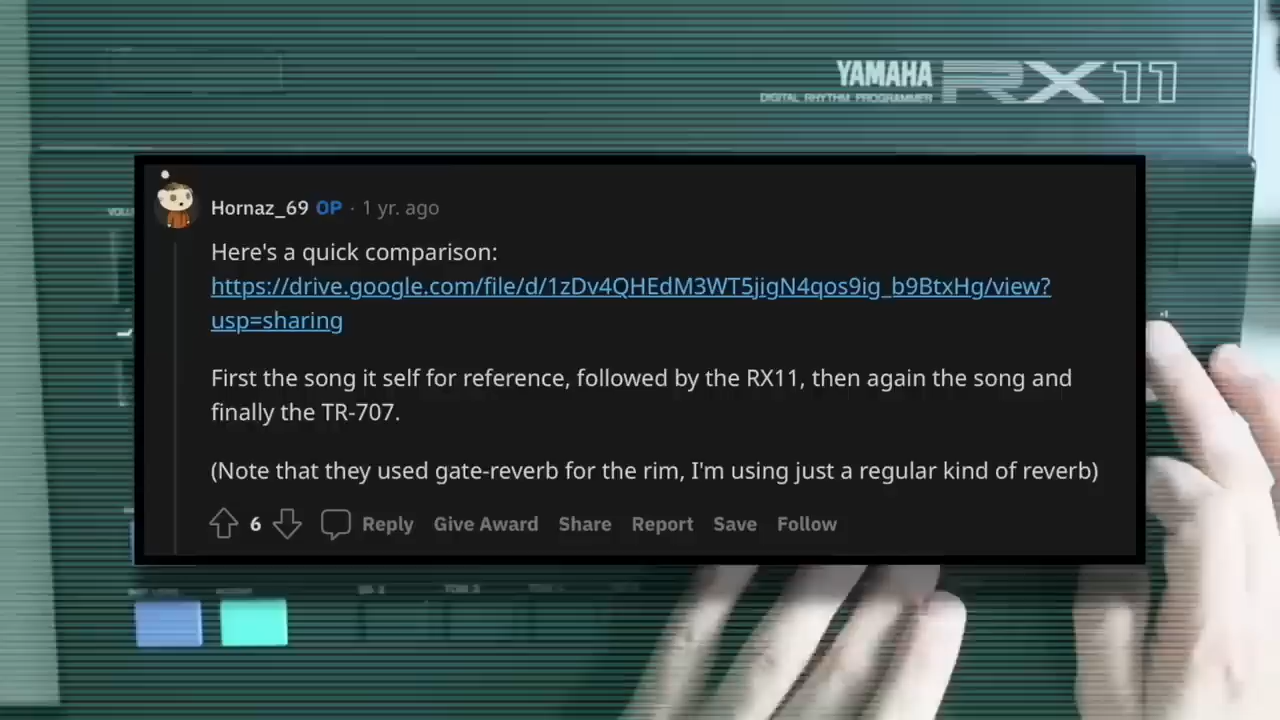 YAMAHA RX11
DIGITAL RHYTHM PROGRAMMER
Hornaz_69 OP · 1 yr. ago
Here's a quick comparison:
https://drive.google.com/file/d/1zDv4QHEdM3WT5jigN4qos9ig_b9BtxHg/view?
usp=sharing
First the song it self for reference, followed by the RX11, then again the song and
finally the TR-707.
(Note that they used gate-reverb for the rim, I'm using just a regular kind of reverb)
6 Reply Give Award Share Report Save Follow